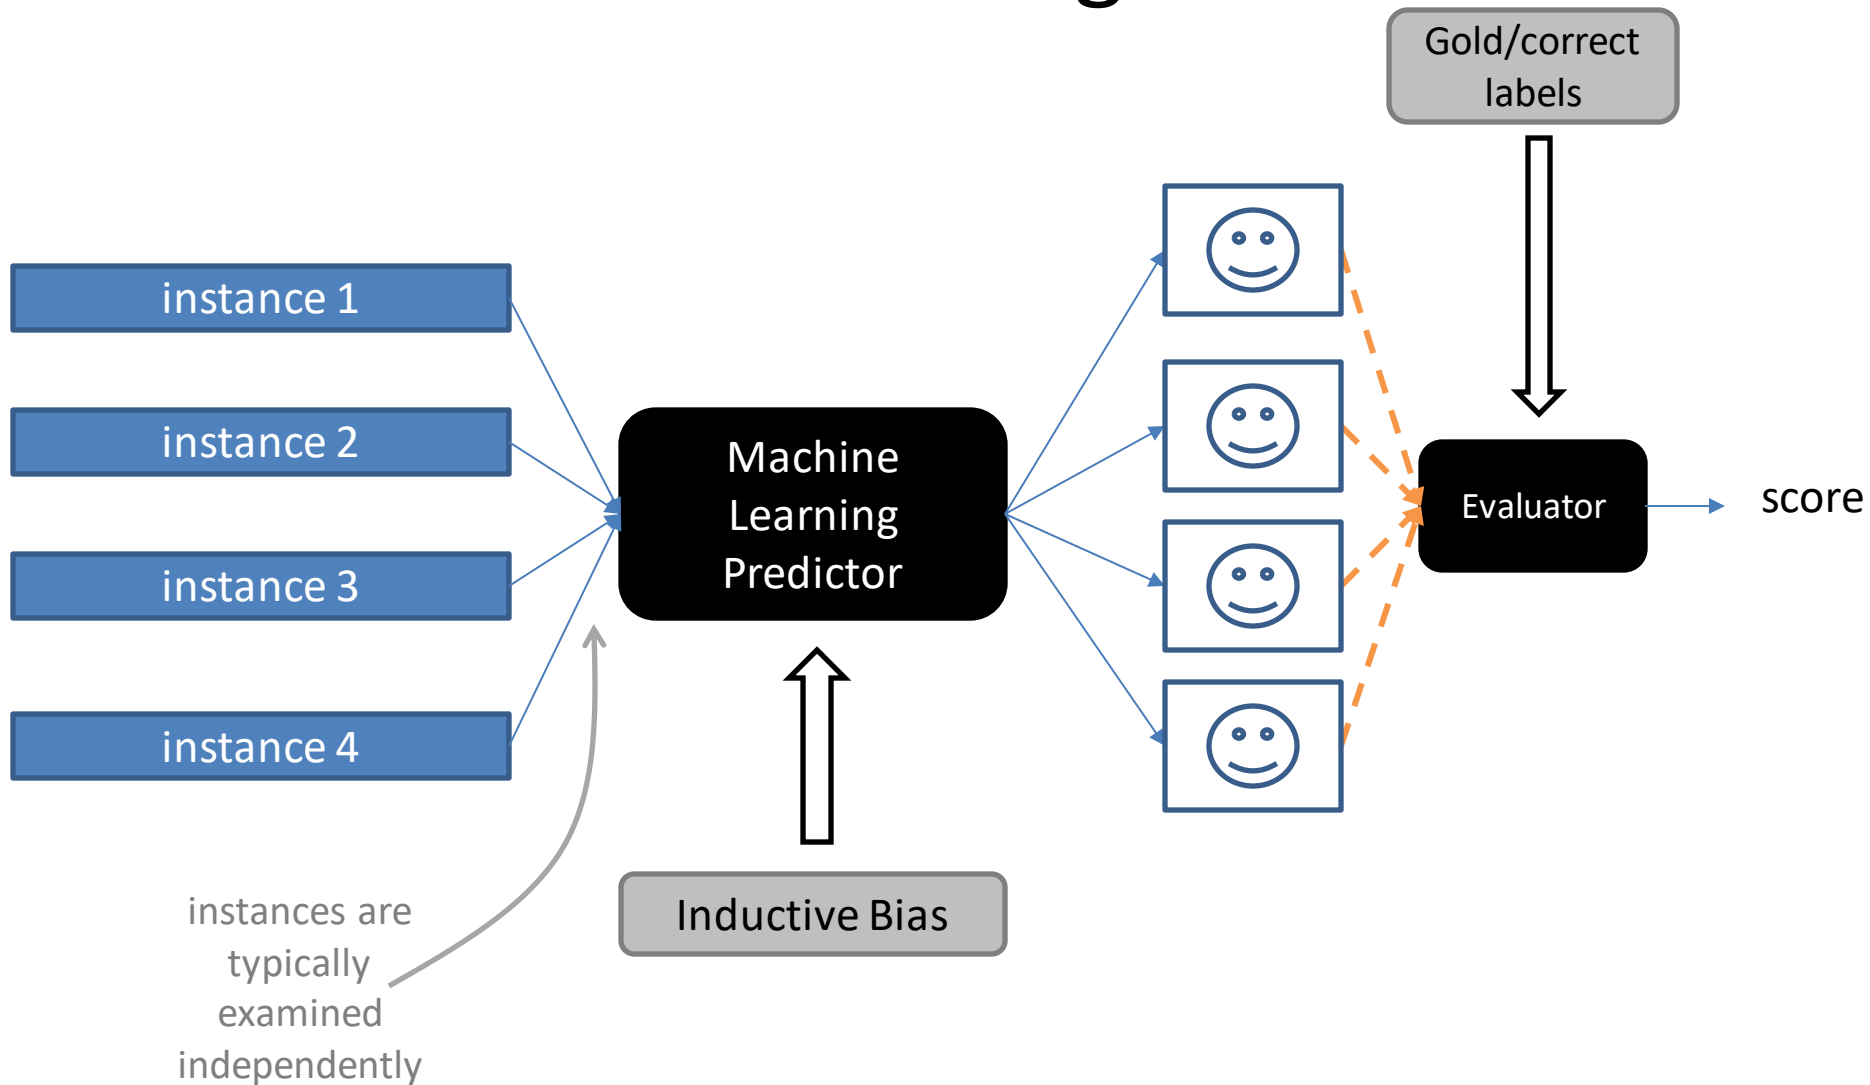 Gold/correct
labels
instance 1
instance 2
instance 3
instance 4
Machine
Learning
Predictor
Evaluator
score
Inductive Bias
instances are
typically
examined
independently